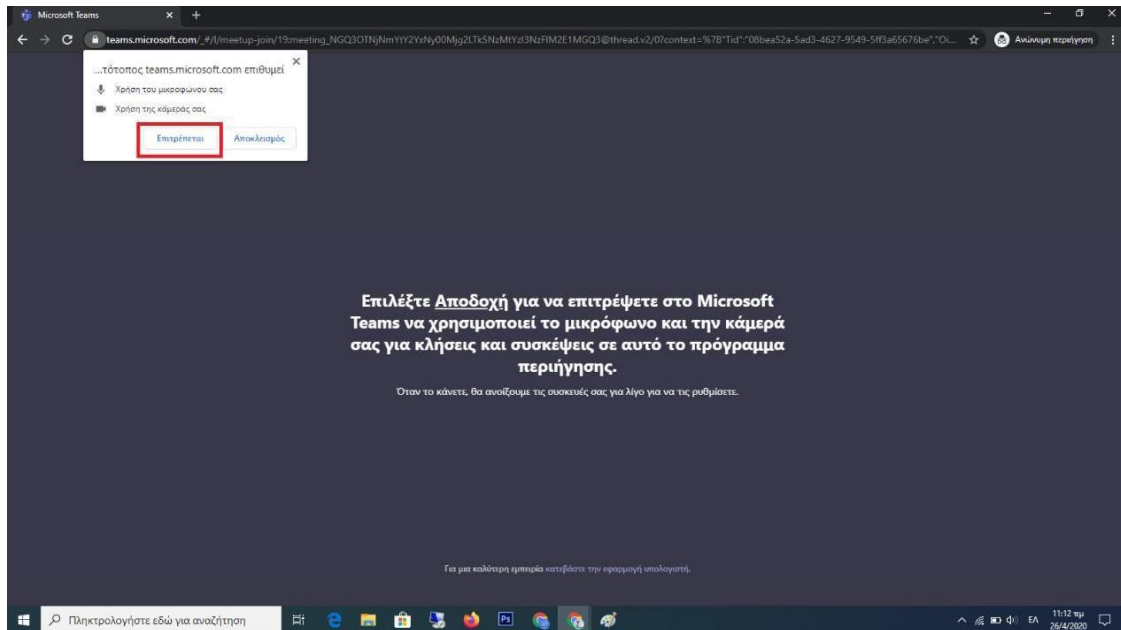 Microsoft Teams
teams.microsoft.com/_#/l/meetup-join/19:meeting_NGQ3OTNjNmYtY2YxNy00Mjg2LTk5NzMtYzI3NzFlM2E1MGQ3@thread.v2/0?context=%7B"Tid":"08bea52a-5ad3-4627-9549-5ff3a65676be","Oi...
Ανώνυμη περιήγηση
...τότοπος teams.microsoft.com επιθυμεί
Χρήση του μικροφώνου σας
Χρήση της κάμεράς σας
Επιτρέπεται Αποκλεισμός
Επιλέξτε Αποδοχή για να επιτρέψετε στο Microsoft
Teams να χρησιμοποιεί το μικρόφωνο και την κάμερά
σας για κλήσεις και συσκέψεις σε αυτό το πρόγραμμα
περιήγησης.
Όταν το κάνετε, θα ανοίξουμε τις συσκευές σας για λίγο για να τις ρυθμίσετε.
Για μια καλύτερη εμπειρία κατεβάστε την εφαρμογή υπολογιστή.
Πληκτρολογήστε εδώ για αναζήτηση
Ps
ΕΛ
11:12 πμ
26/4/2020